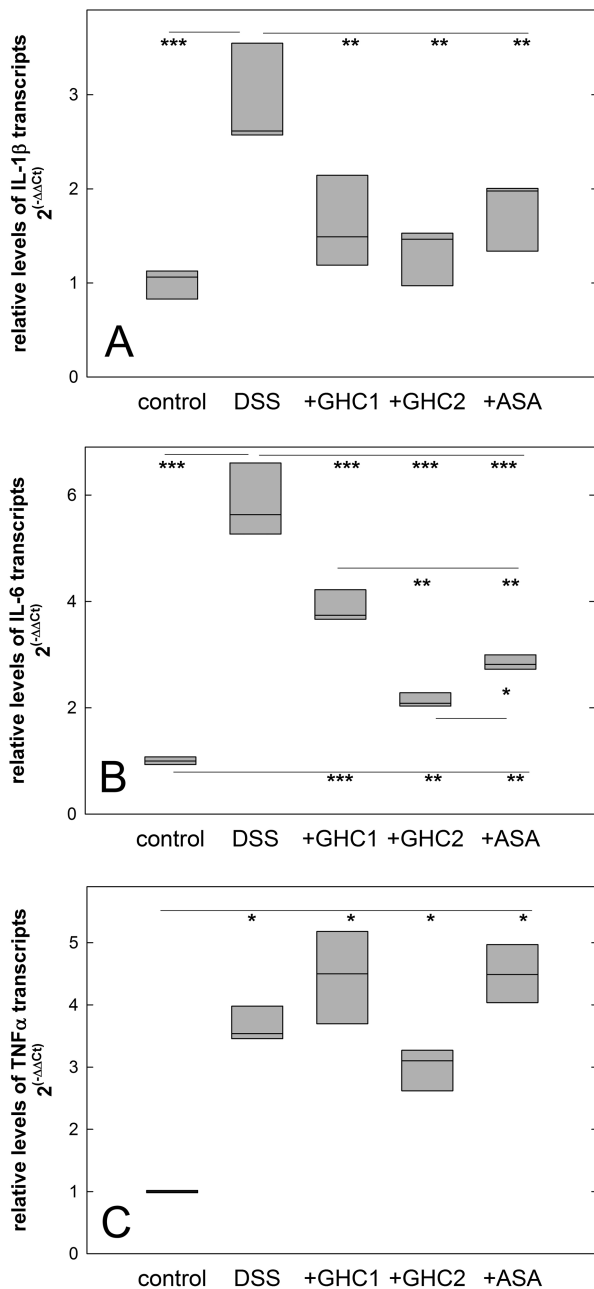 *** ** ** **
3
2
1
0
relative levels of IL-1β transcripts
2(-ΔΔCt)
A
control DSS +GHC1 +GHC2 +ASA
*** *** *** ***
6
4
2
0
relative levels of IL-6 transcripts
2(-ΔΔCt)
** **
*
*** ** **
B
control DSS +GHC1 +GHC2 +ASA
* * * *
5
4
3
2
1
0
relative levels of TNFα transcripts
2(-ΔΔCt)
C
control DSS +GHC1 +GHC2 +ASA